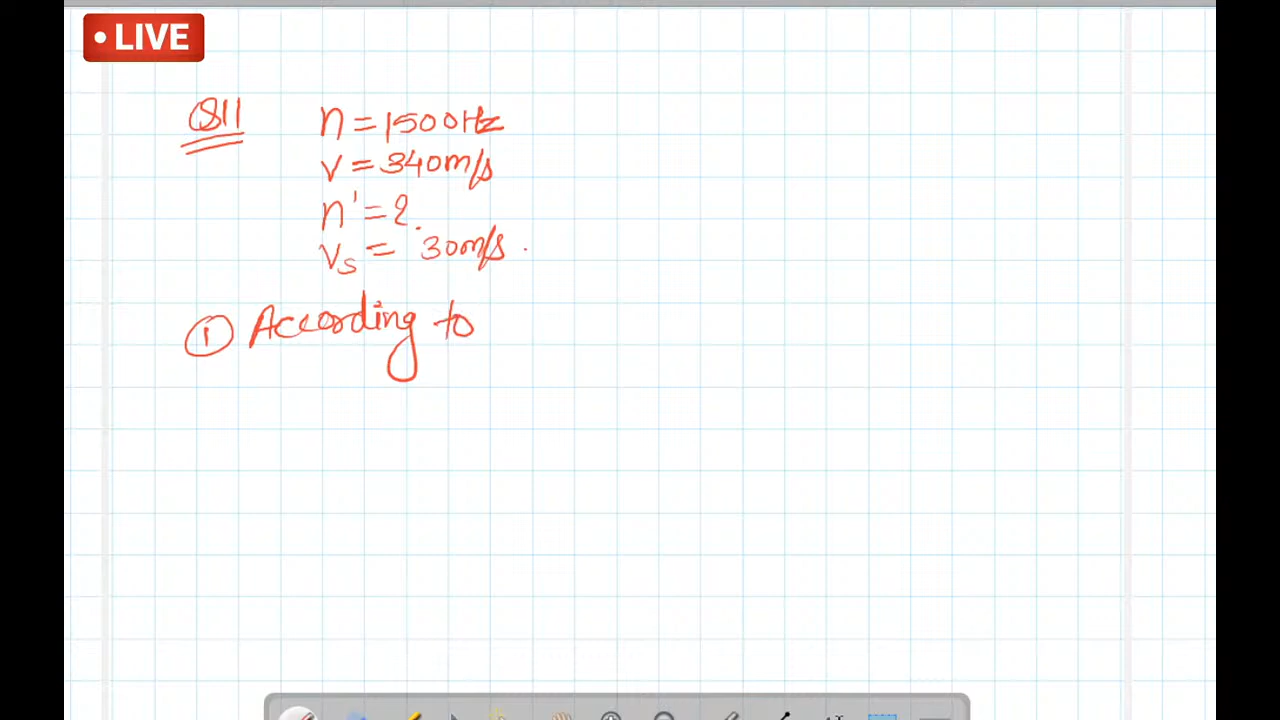 LIVE
Q11
n = 1500Hz
v = 340m/s
n' = ?
vs = 30m/s.
① According to